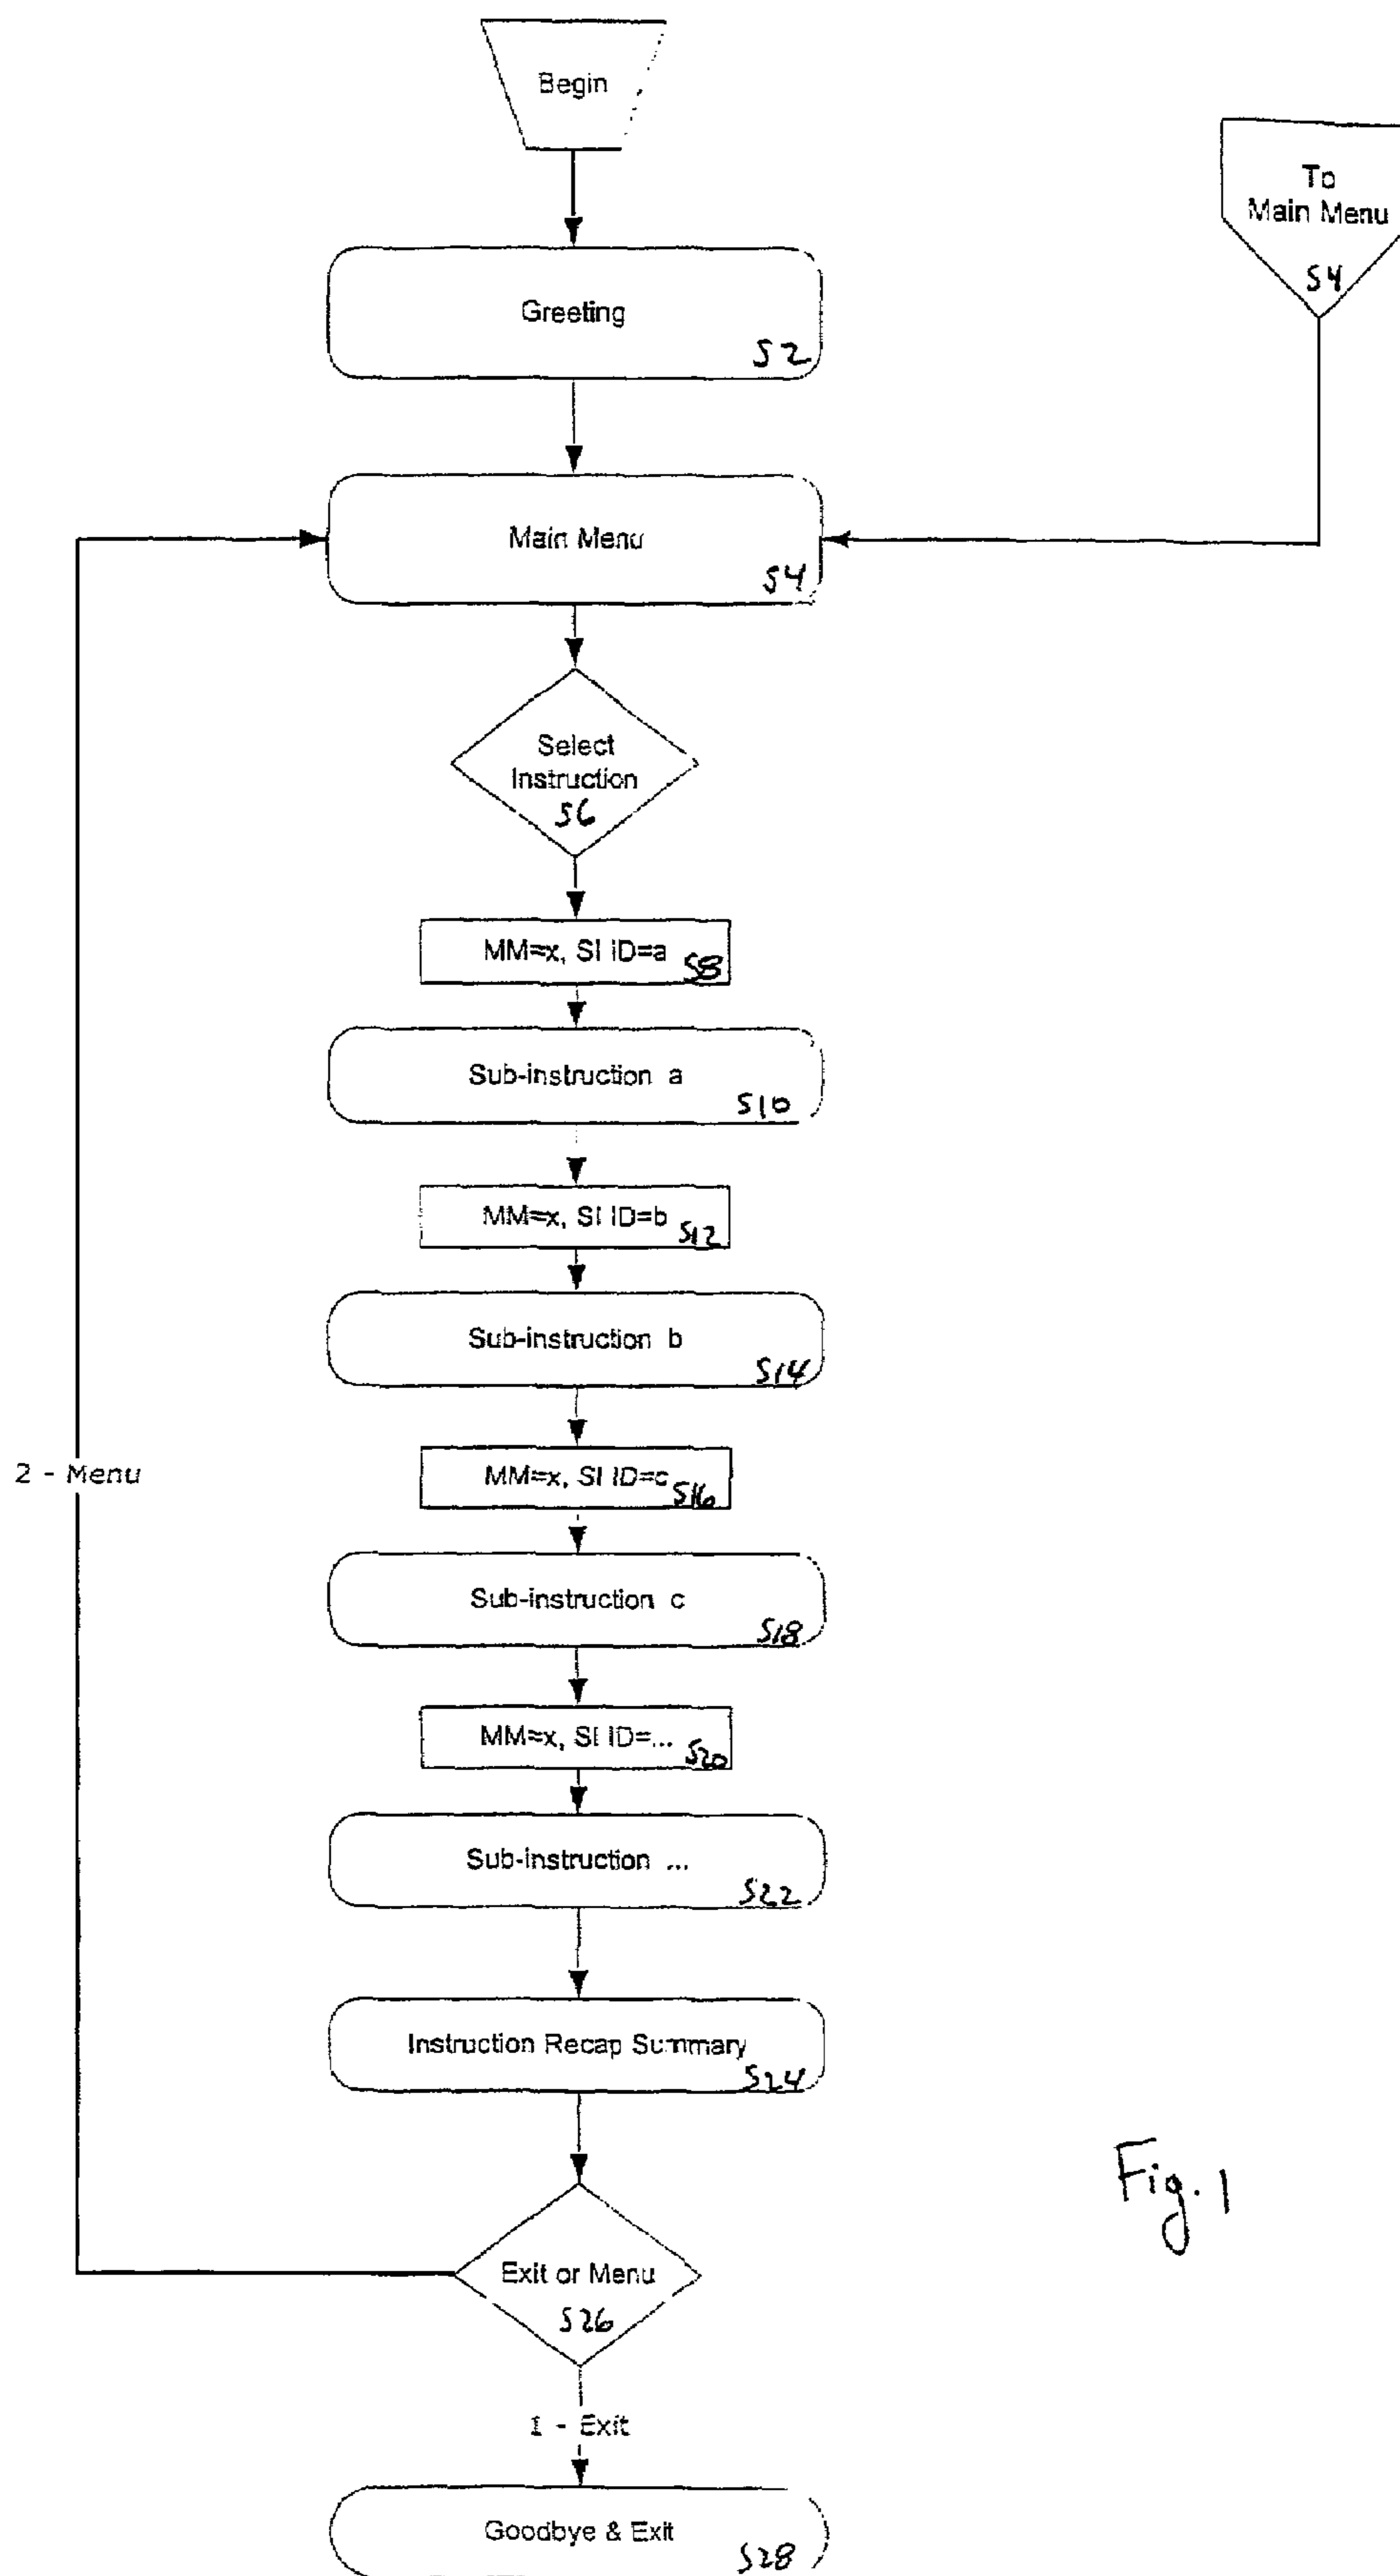 Begin
To
Main Menu
S4
Greeting
S2
Main Menu
S4
Select
Instruction
S6
MM=x, SI ID=a
S8
Sub-instruction a
S10
MM=x, SI ID=b
S12
Sub-instruction b
S14
MM=x, SI ID=c
S16
2 - Menu
Sub-instruction c
S18
MM=x, SI ID=...
S20
Sub-instruction ...
S22
Instruction Recap Summary
S24
Fig. 1
Exit or Menu
S26
1 - Exit
Goodbye & Exit
S28